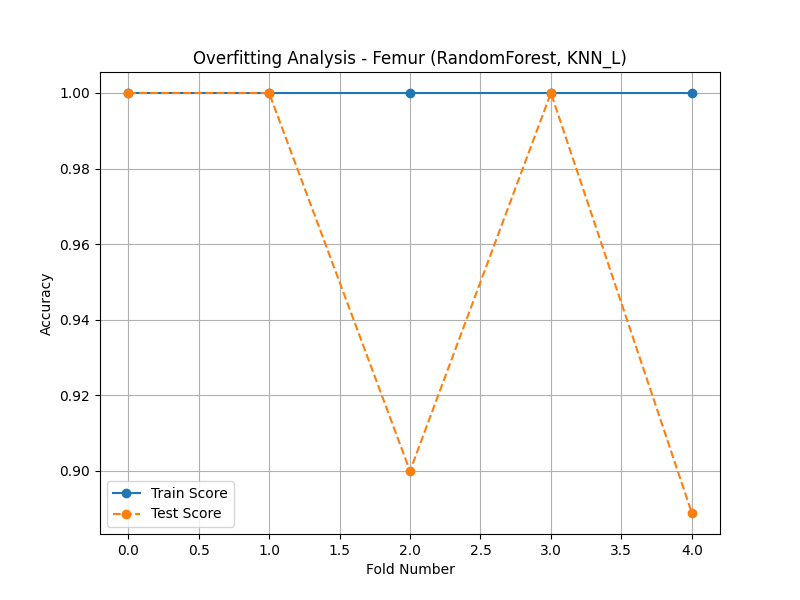 Overfitting Analysis - Femur (RandomForest, KNN_L)
Accuracy
1.00
0.98
0.96
0.94
0.92
0.90
Train Score
Test Score
0.0 0.5 1.0 1.5 2.0 2.5 3.0 3.5 4.0
Fold Number